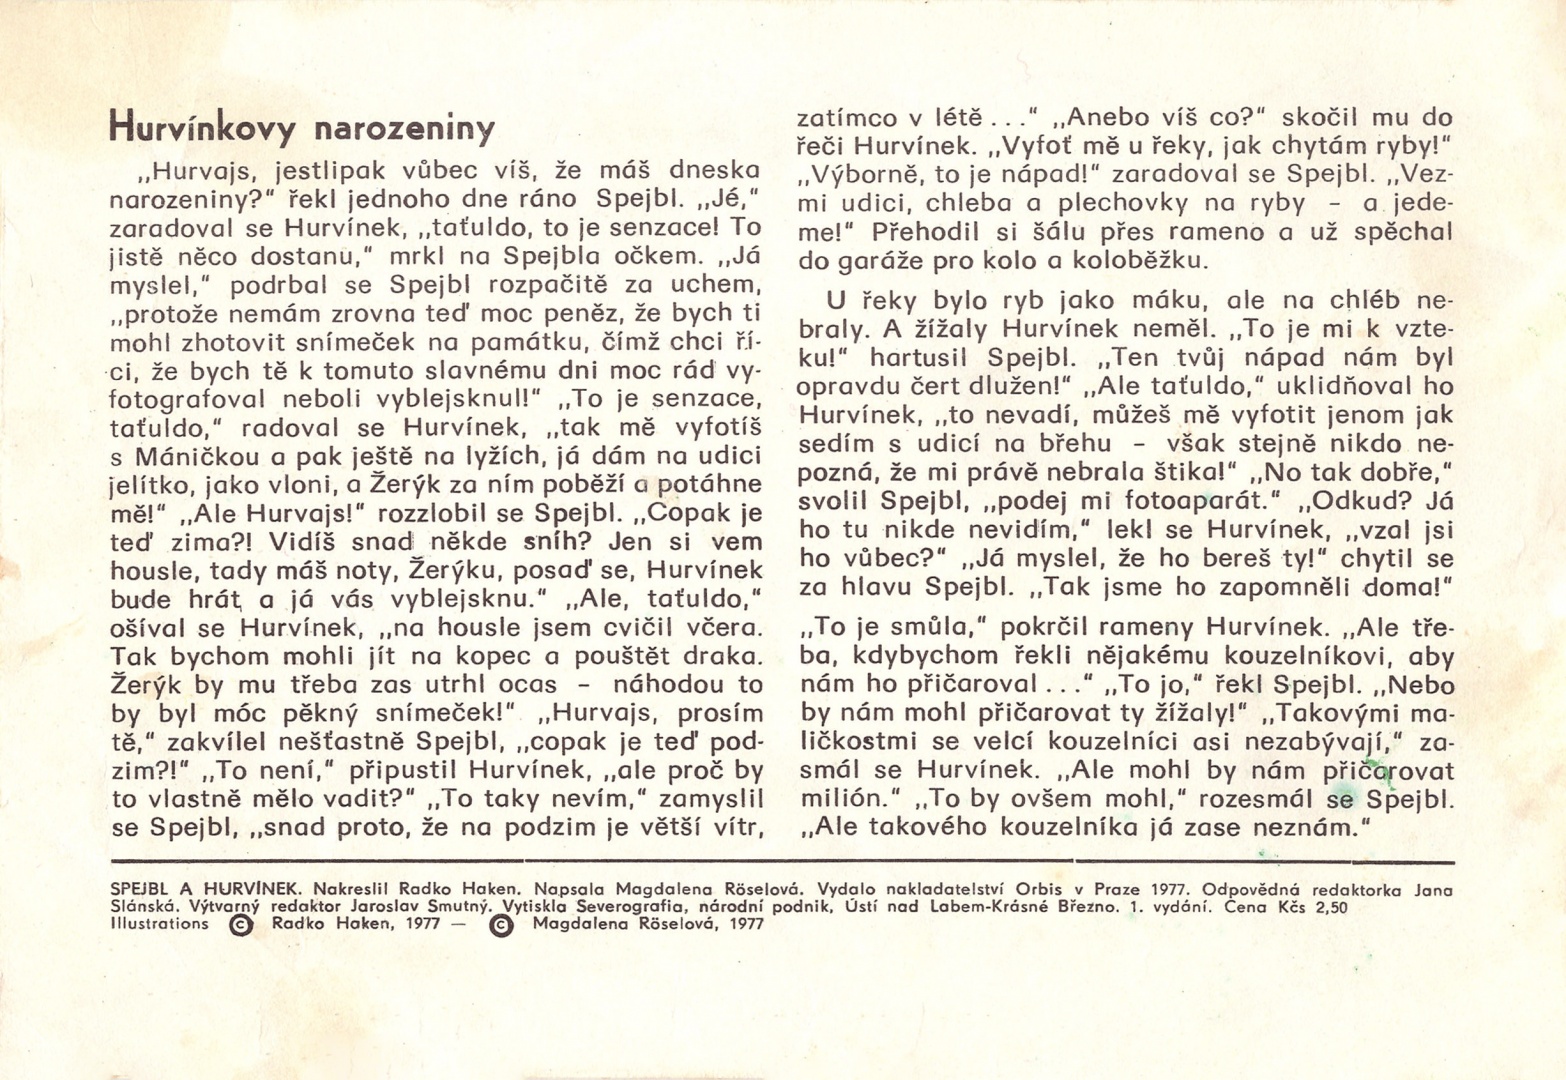 Hurvínkovy narozeniny
„Hurvajs, jestlipak vůbec víš, že máš dneska
narozeniny?“ řekl jednoho dne ráno Spejbl. „Jé,“
zaradoval se Hurvínek, „taťuldo, to je senzace! To
jistě něco dostanu,“ mrkl na Spejbla očkem. „Já
myslel,“ podrbal se Spejbl rozpačitě za uchem,
„protože nemám zrovna teď moc peněz, že bych ti
mohl zhotovit snímeček na památku, čímž chci ří-
ci, že bych tě k tomuto slavnému dni moc rád vy-
fotografoval neboli vyblejsknul!“ „To je senzace,
taťuldo,“ radoval se Hurvínek, „tak mě vyfotíš
s Máničkou a pak ještě na lyžích, já dám na udici
jelítko, jako vloni, a Žerýk za ním poběží a potáhne
mě!“ „Ale Hurvajs!“ rozzlobil se Spejbl. „Copak je
teď zima?! Vidíš snad někde sníh? Jen si vem
housle, tady máš noty, Žerýku, posaď se, Hurvínek
bude hrát a já vás vyblejsknu.“ „Ale, taťuldo,“
ošíval se Hurvínek, „na housle jsem cvičil včera.
Tak bychom mohli jít na kopec a pouštět draka.
Žerýk by mu třeba zas utrhl ocas – náhodou to
by byl móc pěkný snímeček!“ „Hurvajs, prosím
tě,“ zakvílel nešťastně Spejbl, „copak je teď pod-
zim?!“ „To není,“ připustil Hurvínek, „ale proč by
to vlastně mělo vadit?“ „To taky nevím,“ zamyslil
se Spejbl, „snad proto, že na podzim je větší vítr,
zatímco v létě ...“ „Anebo víš co?“ skočil mu do
řeči Hurvínek. „Vyfoť mě u řeky, jak chytám ryby!“
„Výborně, to je nápad!“ zaradoval se Spejbl. „Vez-
mi udici, chleba a plechovky na ryby – a jede-
me!“ Přehodil si šálu přes rameno a už spěchal
do garáže pro kolo a koloběžku.
U řeky bylo ryb jako máku, ale na chléb ne-
braly. A žížaly Hurvínek neměl. „To je mi k vzte-
ku!“ hartusil Spejbl. „Ten tvůj nápad nám byl
opravdu čert dlužen!“ „Ale taťuldo,“ uklidňoval ho
Hurvínek, „to nevadí, můžeš mě vyfotit jenom jak
sedím s udicí na břehu – však stejně nikdo ne-
pozná, že mi právě nebrala štika!“ „No tak dobře,“
svolil Spejbl, „podej mi fotoaparát.“ „Odkud? Já
ho tu nikde nevidím,“ lekl se Hurvínek, „vzal jsi
ho vůbec?“ „Já myslel, že ho bereš ty!“ chytil se
za hlavu Spejbl. „Tak jsme ho zapomněli doma!“
„To je smůla,“ pokrčil rameny Hurvínek. „Ale tře-
ba, kdybychom řekli nějakému kouzelníkovi, aby
nám ho přičaroval ...“ „To jo,“ řekl Spejbl. „Nebo
by nám mohl přičarovat ty žížaly!“ „Takovými ma-
ličkostmi se velcí kouzelníci asi nezabývají,“ za-
smál se Hurvínek. „Ale mohl by nám přičarovat
milión.“ „To by ovšem mohl,“ rozesmál se Spejbl.
„Ale takového kouzelníka já zase neznám.“
SPEJBL A HURVÍNEK. Nakreslil Radko Haken. Napsala Magdalena Röselová. Vydalo nakladatelství Orbis v Praze 1977. Odpovědná redaktorka Jana
Slánská. Výtvarný redaktor Jaroslav Smutný. Vytiskla Severografia, národní podnik, Ústí nad Labem-Krásné Březno. 1. vydání. Cena Kčs 2,50
Illustrations © Radko Haken, 1977 — © Magdalena Röselová, 1977